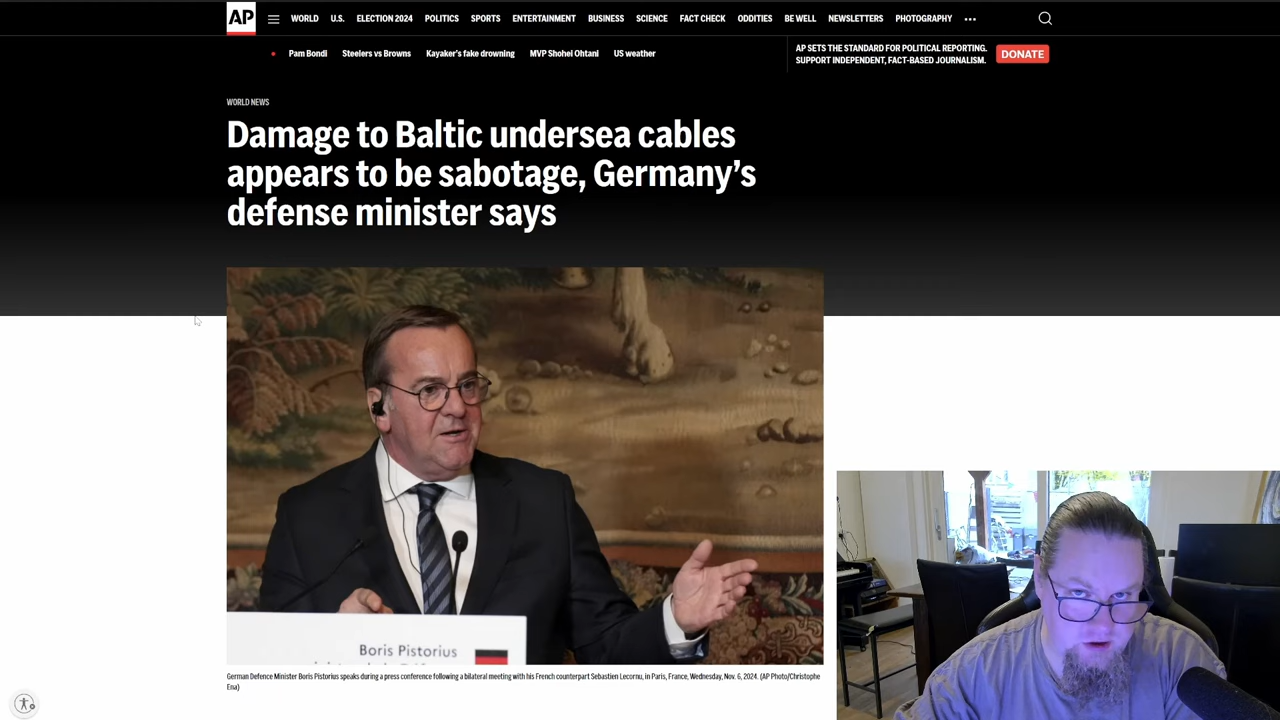 AP
WORLD U.S. ELECTION 2024 POLITICS SPORTS ENTERTAINMENT BUSINESS SCIENCE FACT CHECK ODDITIES BE WELL NEWSLETTERS PHOTOGRAPHY
Pam Bondi Steelers vs Browns Kayaker's fake drowning MVP Shohei Ohtani US weather
AP SETS THE STANDARD FOR POLITICAL REPORTING.
SUPPORT INDEPENDENT, FACT-BASED JOURNALISM.
DONATE
WORLD NEWS
Damage to Baltic undersea cables
appears to be sabotage, Germany’s
defense minister says
Boris Pistorius
German Defence Minister Boris Pistorius speaks during a press conference following a bilateral meeting with his French counterpart Sebastien Lecornu, in Paris, France, Wednesday, Nov. 6, 2024. (AP Photo/Christophe
Ena)